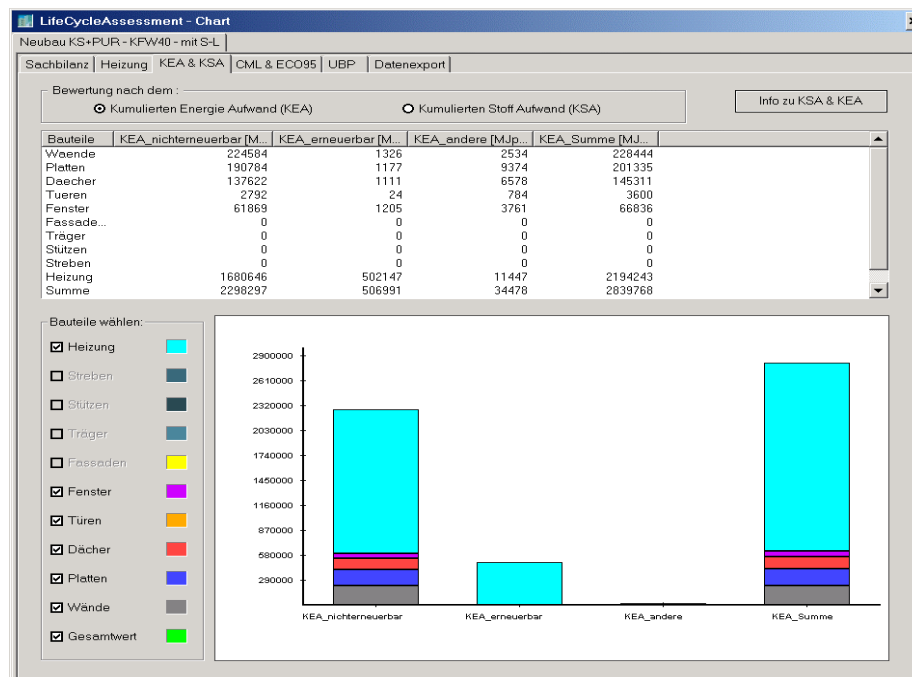 LifeCycleAssessment - Chart
Neubau KS+PUR - KFW40 - mit S-L
Sachbilanz Heizung KEA & KSA CML & ECO95 UBP Datenexport
Bewertung nach dem :
Kumulierten Energie Aufwand (KEA) Kumulierten Stoff Aufwand (KSA) Info zu KSA & KEA
Bauteile KEA_nichterneuerbar [M... KEA_erneuerbar [M... KEA_andere [MJp... KEA_Summe [MJ...
Waende 224584 1326 2534 228444
Platten 190784 1177 9374 201335
Daecher 137622 1111 6578 145311
Tueren 2792 24 784 3600
Fenster 61869 1205 3761 66836
Fassade... 0 0 0 0
Träger 0 0 0 0
Stützen 0 0 0 0
Streben 0 0 0 0
Heizung 1680646 502147 11447 2194243
Summe 2298297 506991 34478 2839768
Bauteile wählen:
Heizung
Streben
Stützen
Träger
Fassaden
Fenster
Türen
Dächer
Platten
Wände
Gesamtwert
2900000
2610000
2320000
2030000
1740000
1450000
1160000
870000
580000
290000
KEA_nichterneuerbar KEA_erneuerbar KEA_andere KEA_Summe